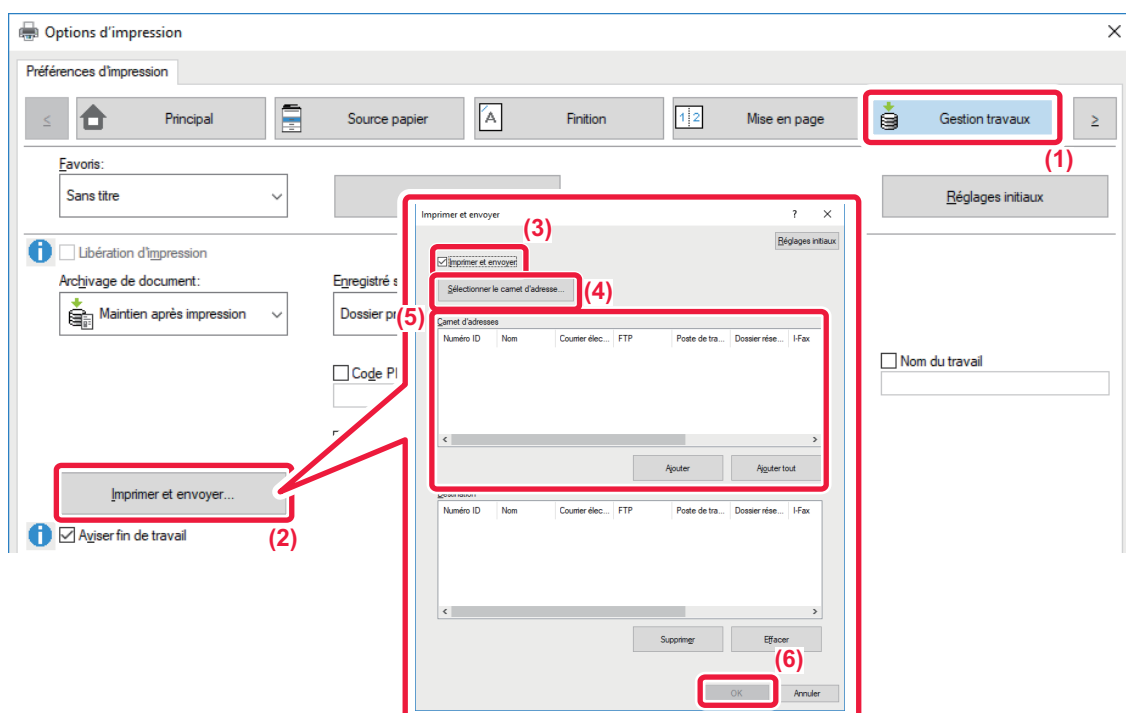 Options d'impression
Préférences d'impression
<
Principal
Source papier
A
Finition
1 2
Mise en page
Gestion travaux
>
(1)
Favoris:
Sans titre
Réglages initiaux
Libération d'impression
Archivage de document:
Maintien après impression
Enregistré s
Dossier pr
Code PI
Nom du travail
Imprimer et envoyer...
(2)
Aviser fin de travail
Imprimer et envoyer
?
(3)
Réglages initiaux
Imprimer et envoyer
Sélectionner le carnet d'adresse...
(4)
(5)
Carnet d'adresses
Numéro ID Nom Courrier élec... FTP Poste de tra... Dossier rése... I-Fax
Ajouter
Ajouter tout
Destination
Numéro ID Nom Courrier élec... FTP Poste de tra... Dossier rése... I-Fax
Supprimer
Effacer
(6)
OK
Annuler